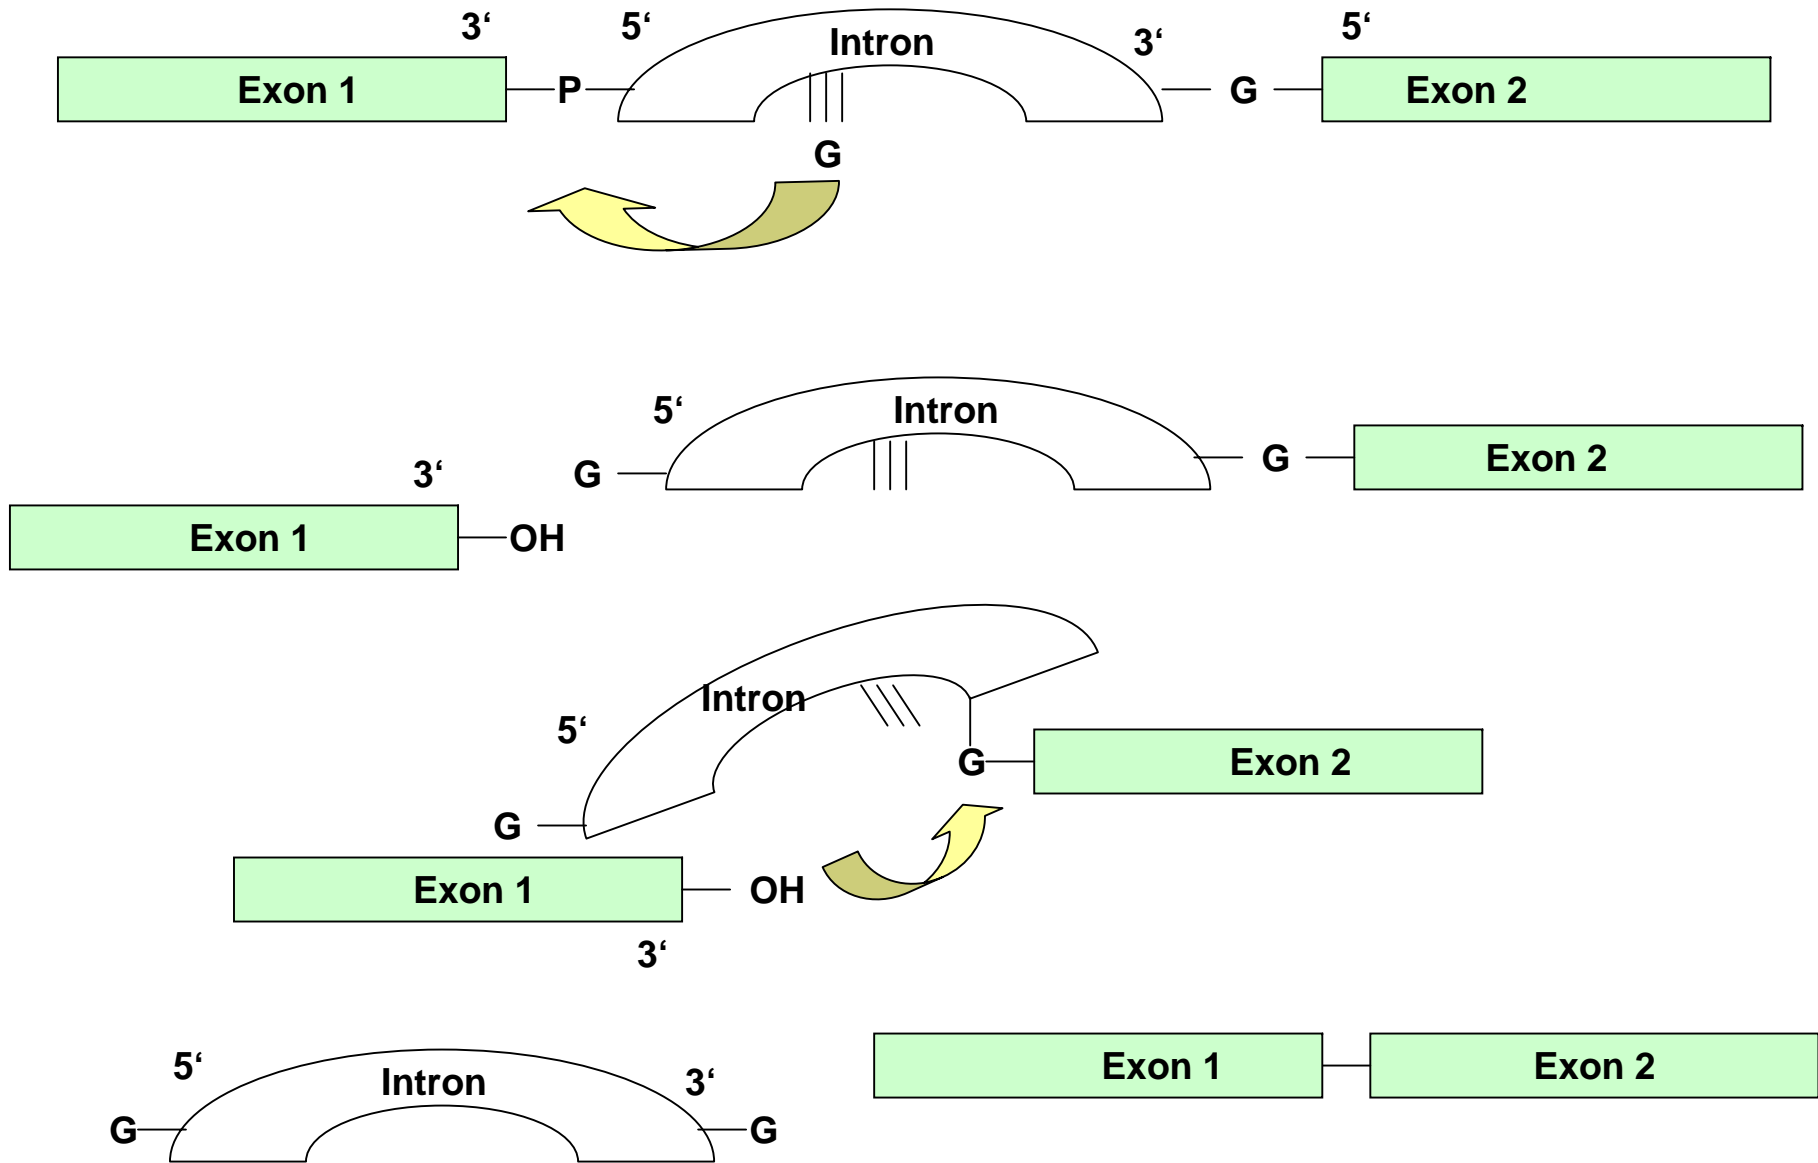 3‘ 5‘ Intron 3‘ 5‘
Exon 1 P G Exon 2
G
5‘ Intron
3‘ G G Exon 2
Exon 1 OH
Intron
5‘
G Exon 2
G
Exon 1 OH
3‘
5‘ Intron 3‘ Exon 1 Exon 2
G G